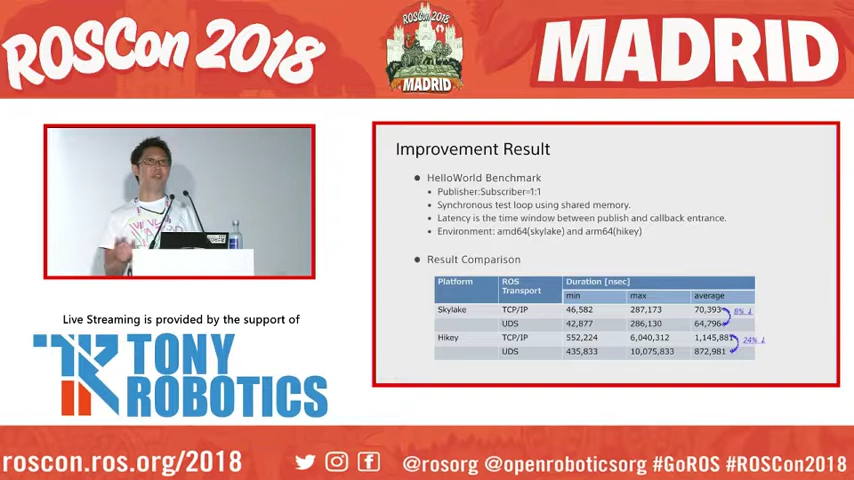 ROSCon 2018
ROSCon 2018
MADRID
MADRID
Improvement Result
HelloWorld Benchmark
Publisher:Subscriber=1:1
Synchronous test loop using shared memory.
Latency is the time window between publish and callback entrance.
Environment: amd64(skylake) and arm64(hikey)
Result Comparison
Platform ROS Transport Duration [nsec]
min max average
Skylake TCP/IP 46,582 287,173 70,393
UDS 42,877 286,130 64,796
8% ↓
Hikey TCP/IP 552,224 6,040,312 1,145,881
UDS 435,833 10,075,833 872,981
24% ↓
Live Streaming is provided by the support of
TONY
ROBOTICS
roscon.ros.org/2018
@rosorg @openroboticsorg #GoROS #ROSCon2018